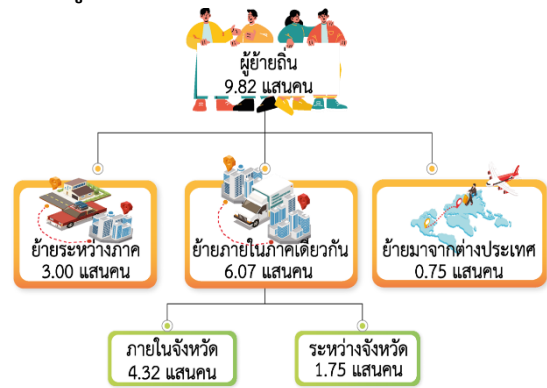 ผู้ย้ายถิ่น
9.82 แสนคน
ย้ายระหว่างภาค
3.00 แสนคน
ย้ายภายในภาคเดียวกัน
6.07 แสนคน
ย้ายมาจากต่างประเทศ
0.75 แสนคน
ภายในจังหวัด
4.32 แสนคน
ระหว่างจังหวัด
1.75 แสนคน